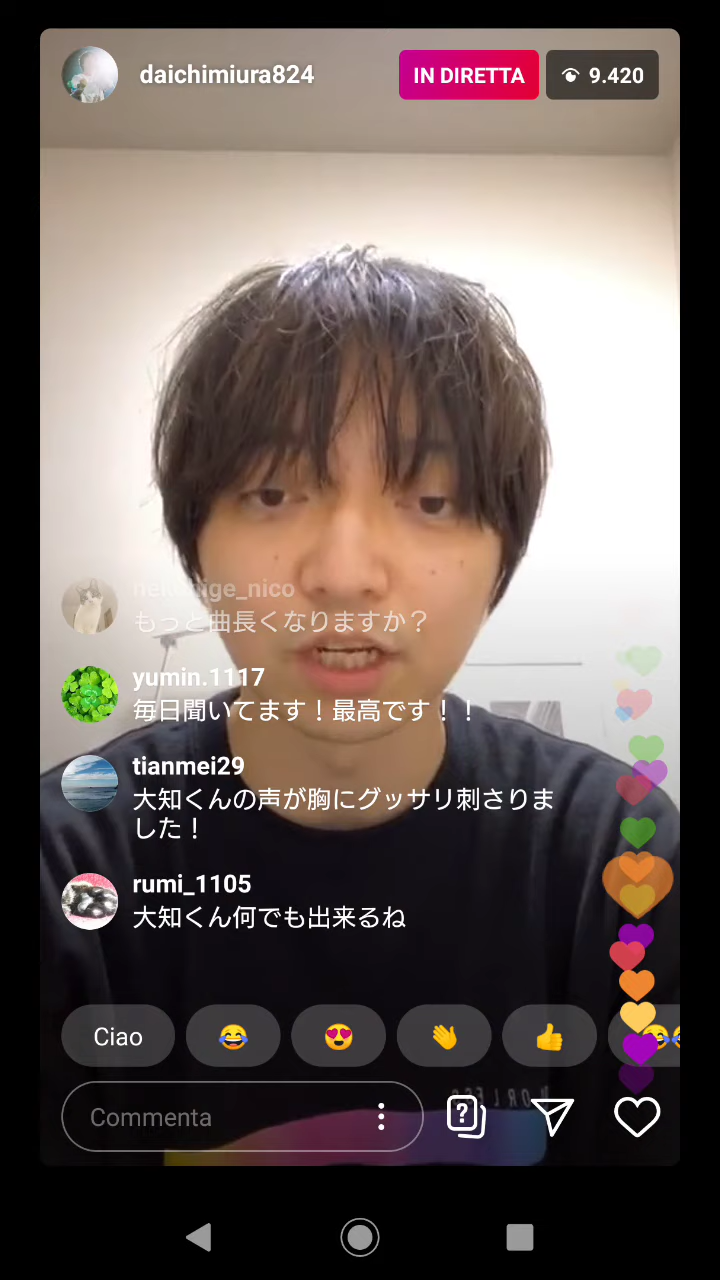 daichimiura824
IN DIRETTA
9.420
もっと曲長くなりますか?
yumin.1117
毎日聞いてます!最高です!!
tianmei29
大知くんの声が胸にグッサリ刺さりま
した!
rumi_1105
大知くん何でも出来るね
Ciao
Commenta